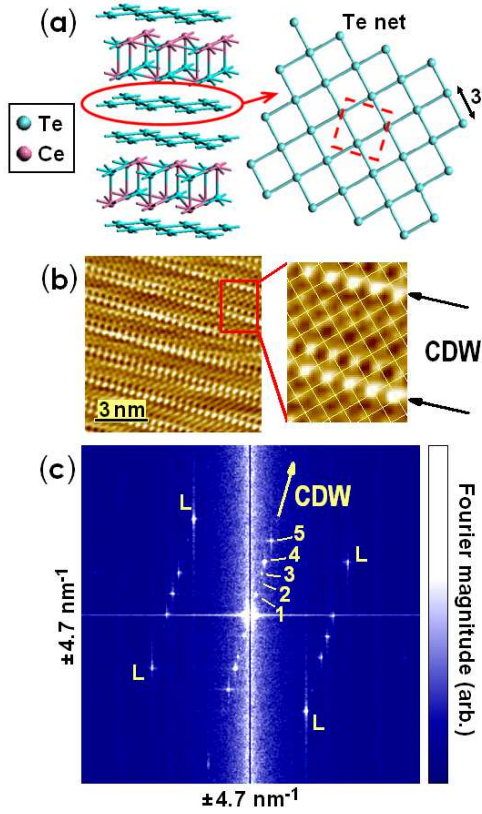 (a)
Te net
3
Te
Ce
(b)
3 nm
CDW
(c)
CDW
L
5
4
L
3
2
1
L
L
±4.7 nm⁻¹
±4.7 nm⁻¹
Fourier magnitude (arb.)